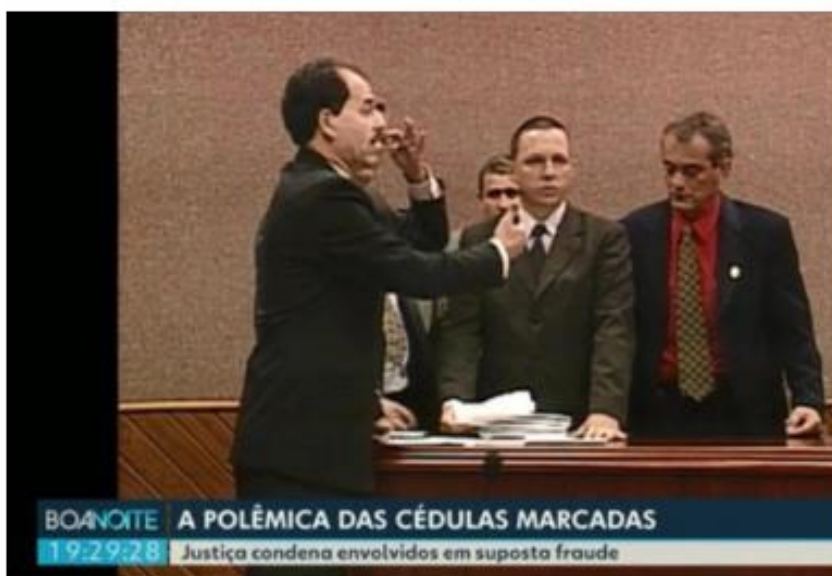 BOANOITE A POLÊMICA DAS CÉDULAS MARCADAS
19:29:28 Justiça condena envolvidos em suposta fraude